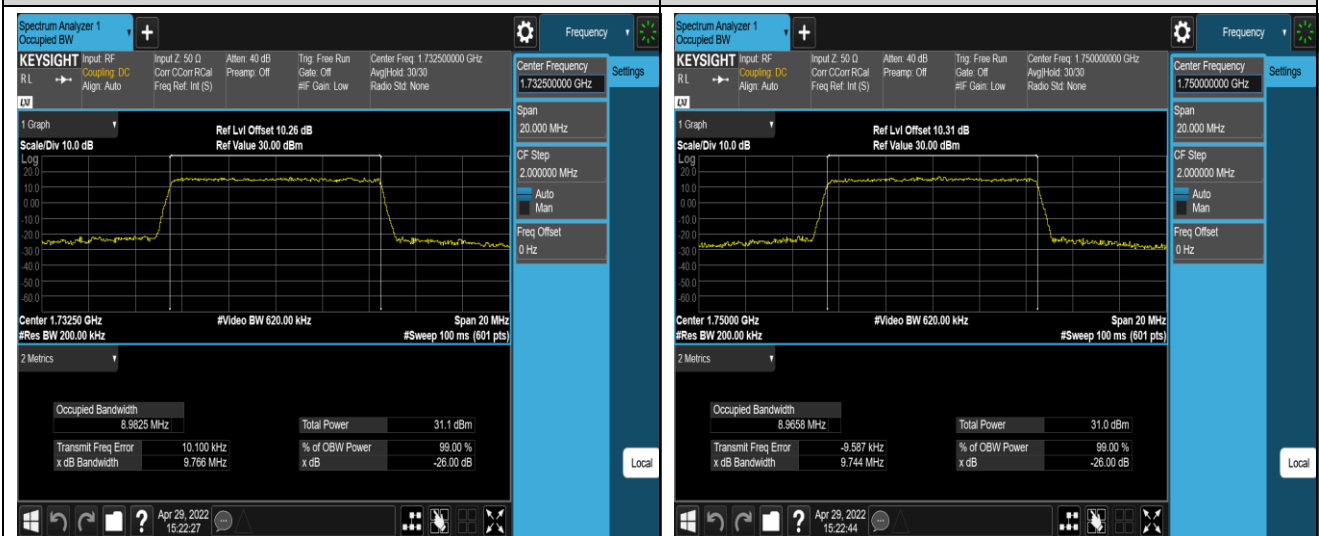 Spectrum Analyzer 1
Occupied BW
+
Frequency
KEYSIGHT
RL
LXI
Input: RF
Coupling: DC
Align: Auto
Input Z: 50 Ω
Corr CCorr RCal
Freq Ref: Int (S)
Atten: 40 dB
Preamp: Off
Trig: Free Run
Gate: Off
#IF Gain: Low
Center Freq: 1.732500000 GHz
Avg|Hold: 30/30
Radio Std: None
Center Frequency
1.732500000 GHz
Settings
Span
20.000 MHz
CF Step
2.000000 MHz
Auto
Man
Freq Offset
0 Hz
Local
1 Graph
Scale/Div 10.0 dB
Ref Lvl Offset 10.26 dB
Ref Value 30.00 dBm
Log
20.0
10.0
0.00
-10.0
-20.0
-30.0
-40.0
-50.0
-60.0
Center 1.73250 GHz
#Video BW 620.00 kHz
Span 20 MHz
#Res BW 200.00 kHz
#Sweep 100 ms (601 pts)
2 Metrics
Occupied Bandwidth
8.9825 MHz
Total Power 31.1 dBm
Transmit Freq Error 10.100 kHz
% of OBW Power 99.00 %
x dB Bandwidth 9.766 MHz
x dB -26.00 dB
?
Apr 29, 2022
15:22:27
Spectrum Analyzer 1
Occupied BW
+
Frequency
KEYSIGHT
RL
LXI
Input: RF
Coupling: DC
Align: Auto
Input Z: 50 Ω
Corr CCorr RCal
Freq Ref: Int (S)
Atten: 40 dB
Preamp: Off
Trig: Free Run
Gate: Off
#IF Gain: Low
Center Freq: 1.750000000 GHz
Avg|Hold: 30/30
Radio Std: None
Center Frequency
1.750000000 GHz
Settings
Span
20.000 MHz
CF Step
2.000000 MHz
Auto
Man
Freq Offset
0 Hz
Local
1 Graph
Scale/Div 10.0 dB
Ref Lvl Offset 10.31 dB
Ref Value 30.00 dBm
Log
20.0
10.0
0.00
-10.0
-20.0
-30.0
-40.0
-50.0
-60.0
Center 1.75000 GHz
#Video BW 620.00 kHz
Span 20 MHz
#Res BW 200.00 kHz
#Sweep 100 ms (601 pts)
2 Metrics
Occupied Bandwidth
8.9658 MHz
Total Power 31.0 dBm
Transmit Freq Error -9.587 kHz
% of OBW Power 99.00 %
x dB Bandwidth 9.744 MHz
x dB -26.00 dB
?
Apr 29, 2022
15:22:44